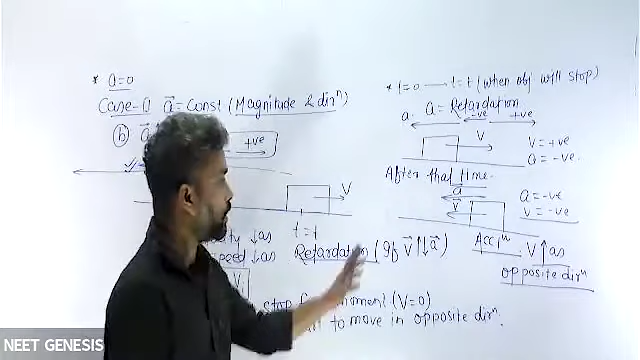 * a=0
Case-a a⃗ = Const (Magnitude & dirⁿ)
ⓑ a⃗
+ve
V
t = t
↓ as
speed ↓ as
Retardation (If v⃗ ↑↓ a⃗)
stop for moment (V=0)
to move in opposite dirⁿ.
* t=0 ⟶ t=t (when obj will stop)
a = Retardation
a. -ve +ve
V
V = +ve
a = -ve.
After that time.
a⃗
V
a = -ve
V = -ve
Accⁿ
V ↑ as
opposite dirⁿ
NEET GENESIS